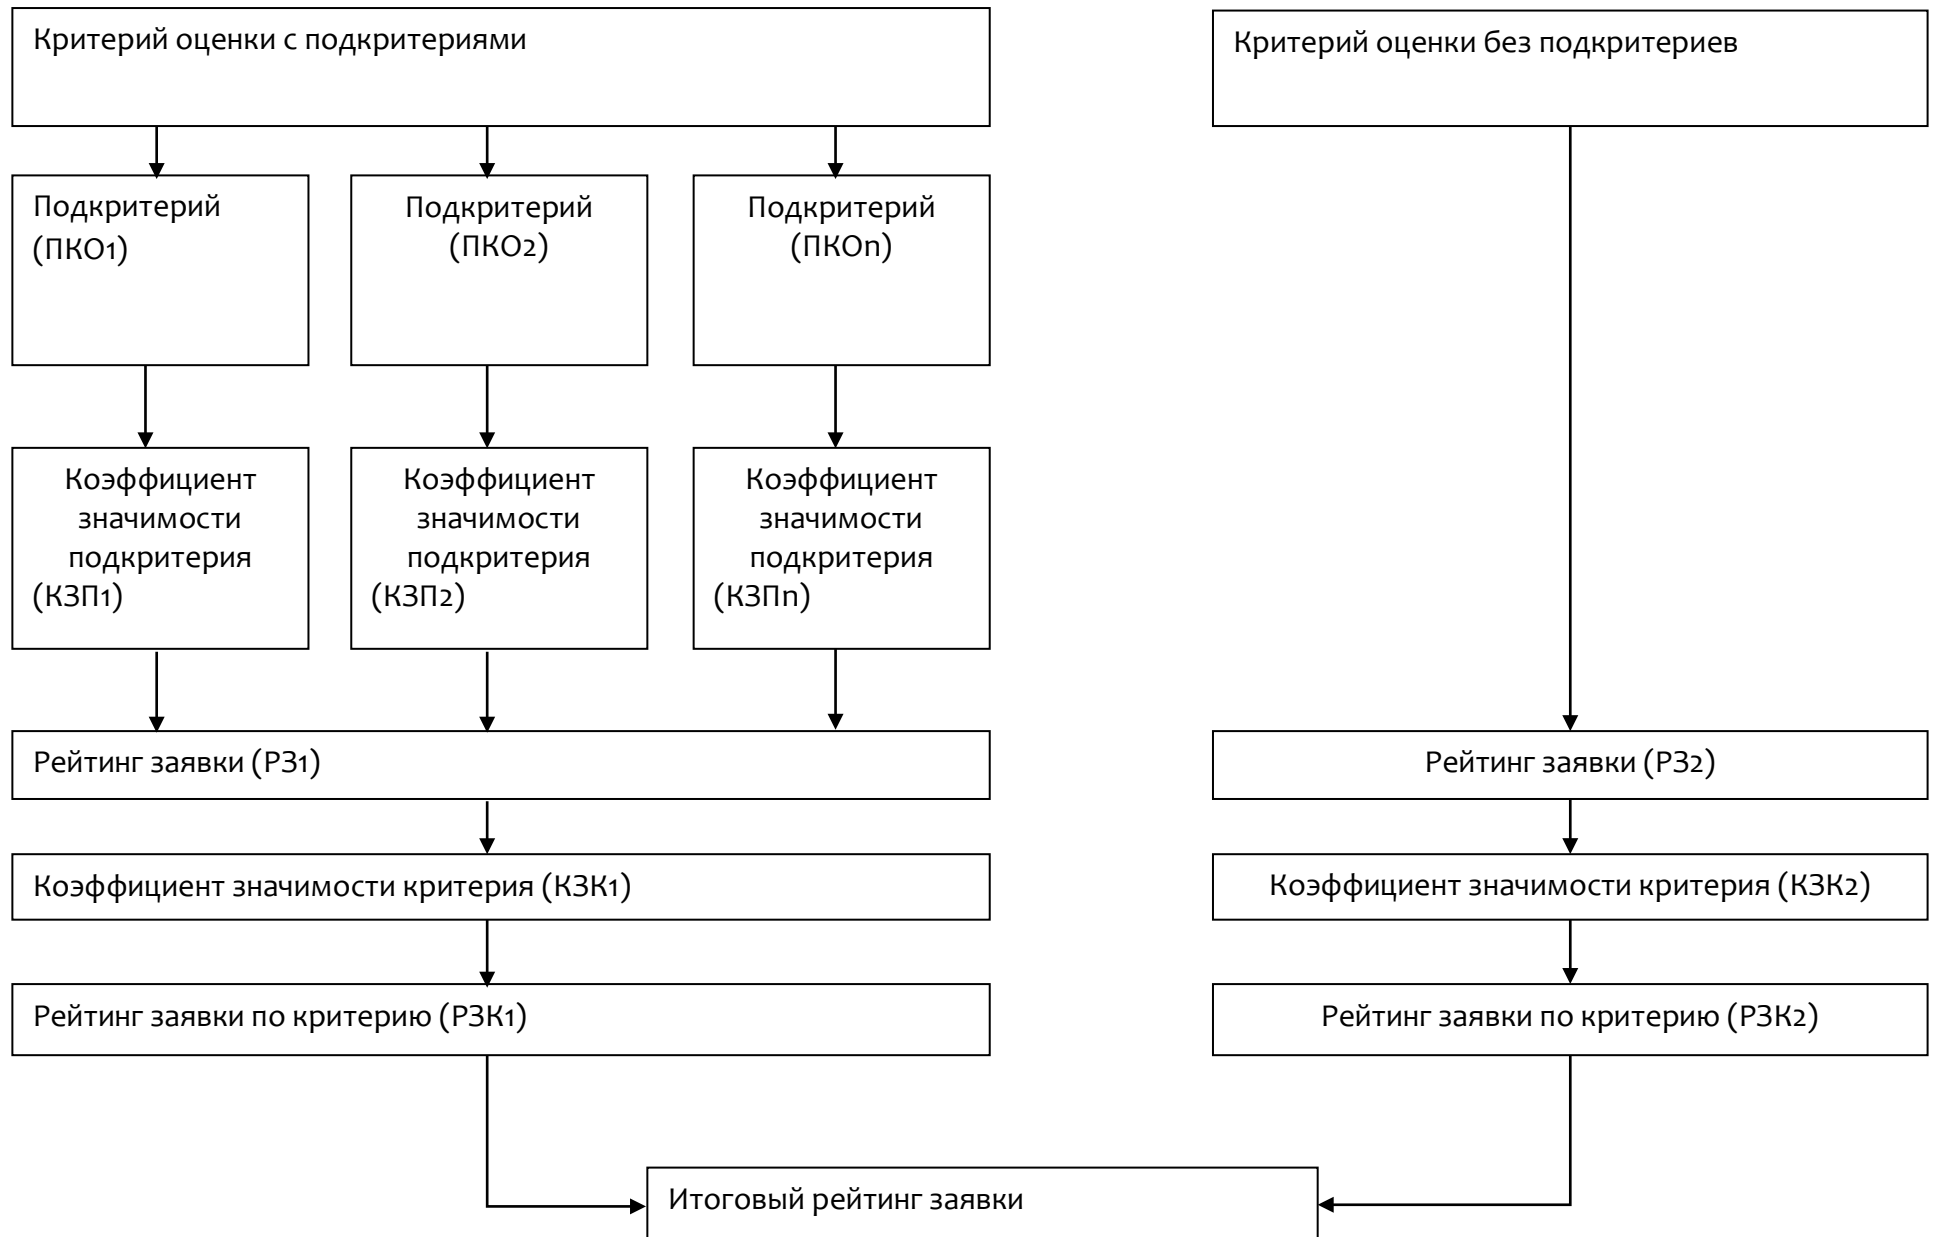 Критерий оценки с подкритериями
Критерий оценки без подкритериев
Подкритерий
(ПКО1)
Подкритерий
(ПКО2)
Подкритерий
(ПКОn)
Коэффициент
значимости
подкритерия
(КЗП1)
Коэффициент
значимости
подкритерия
(КЗП2)
Коэффициент
значимости
подкритерия
(КЗПn)
Рейтинг заявки (РЗ1)
Рейтинг заявки (РЗ2)
Коэффициент значимости критерия (КЗК1)
Коэффициент значимости критерия (КЗК2)
Рейтинг заявки по критерию (РЗК1)
Рейтинг заявки по критерию (РЗК2)
Итоговый рейтинг заявки